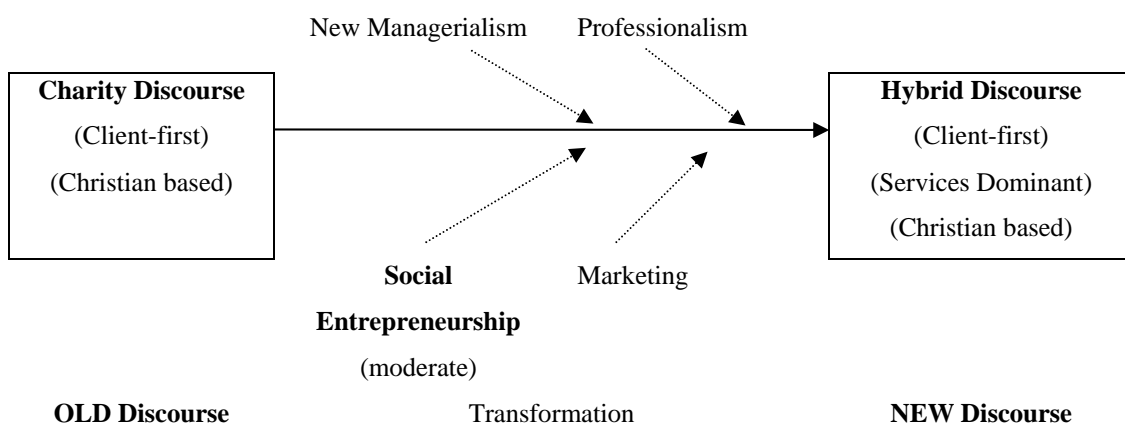 New Managerialism Professionalism
Charity Discourse
(Client-first)
(Christian based)
Hybrid Discourse
(Client-first)
(Services Dominant)
(Christian based)
Social
Entrepreneurship
(moderate)
Marketing
OLD Discourse Transformation NEW Discourse